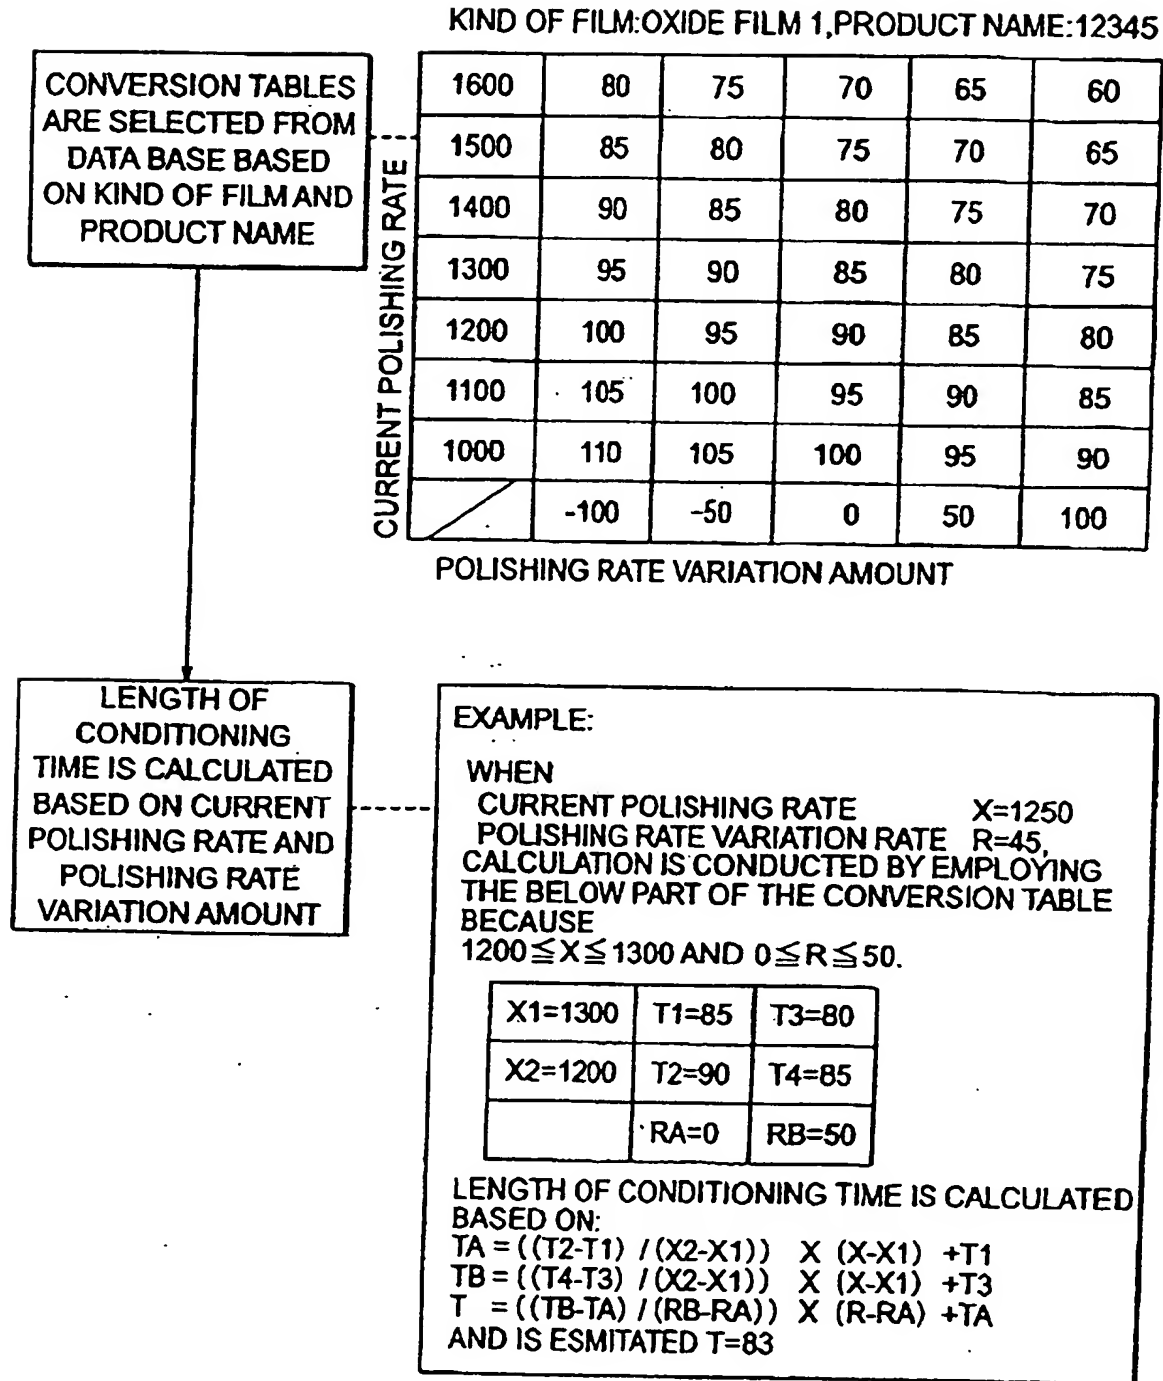 KIND OF FILM:OXIDE FILM 1,PRODUCT NAME:12345
CONVERSION TABLES
ARE SELECTED FROM
DATA BASE BASED
ON KIND OF FILM AND
PRODUCT NAME
CURRENT POLISHING RATE
1600 80 75 70 65 60
1500 85 80 75 70 65
1400 90 85 80 75 70
1300 95 90 85 80 75
1200 100 95 90 85 80
1100 105 100 95 90 85
1000 110 105 100 95 90
-100 -50 0 50 100
POLISHING RATE VARIATION AMOUNT
LENGTH OF
CONDITIONING
TIME IS CALCULATED
BASED ON CURRENT
POLISHING RATE AND
POLISHING RATE
VARIATION AMOUNT
EXAMPLE:
WHEN
CURRENT POLISHING RATE X=1250
POLISHING RATE VARIATION RATE R=45,
CALCULATION IS CONDUCTED BY EMPLOYING
THE BELOW PART OF THE CONVERSION TABLE
BECAUSE
1200≦X≦1300 AND 0≦R≦50.
X1=1300 T1=85 T3=80
X2=1200 T2=90 T4=85
RA=0 RB=50
LENGTH OF CONDITIONING TIME IS CALCULATED
BASED ON:
TA = ((T2-T1) / (X2-X1)) X (X-X1) +T1
TB = ((T4-T3) / (X2-X1)) X (X-X1) +T3
T = ((TB-TA) / (RB-RA)) X (R-RA) +TA
AND IS ESMITATED T=83